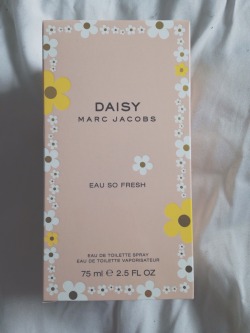 DAISY
MARC JACOBS
EAU SO FRESH
EAU DE TOILETTE SPRAY
EAU DE TOILETTE VAPORISATEUR
75 ml ℮ 2.5 FL OZ